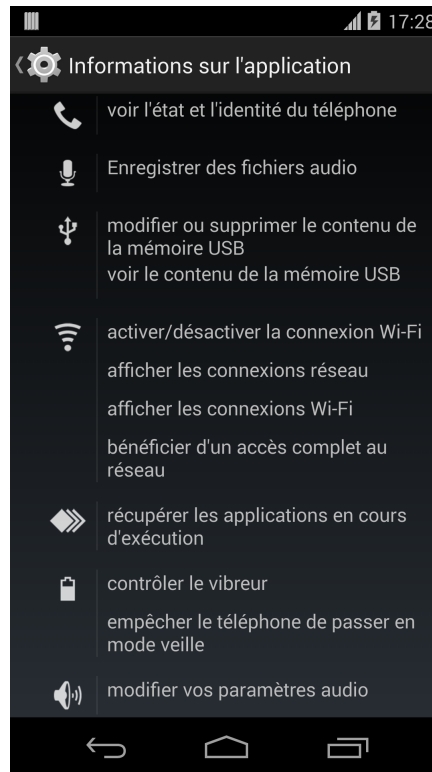 17:28
Informations sur l'application
voir l'état et l'identité du téléphone
Enregistrer des fichiers audio
modifier ou supprimer le contenu de
la mémoire USB
voir le contenu de la mémoire USB
activer/désactiver la connexion Wi-Fi
afficher les connexions réseau
afficher les connexions Wi-Fi
bénéficier d'un accès complet au
réseau
récupérer les applications en cours
d'exécution
contrôler le vibreur
empêcher le téléphone de passer en
mode veille
modifier vos paramètres audio